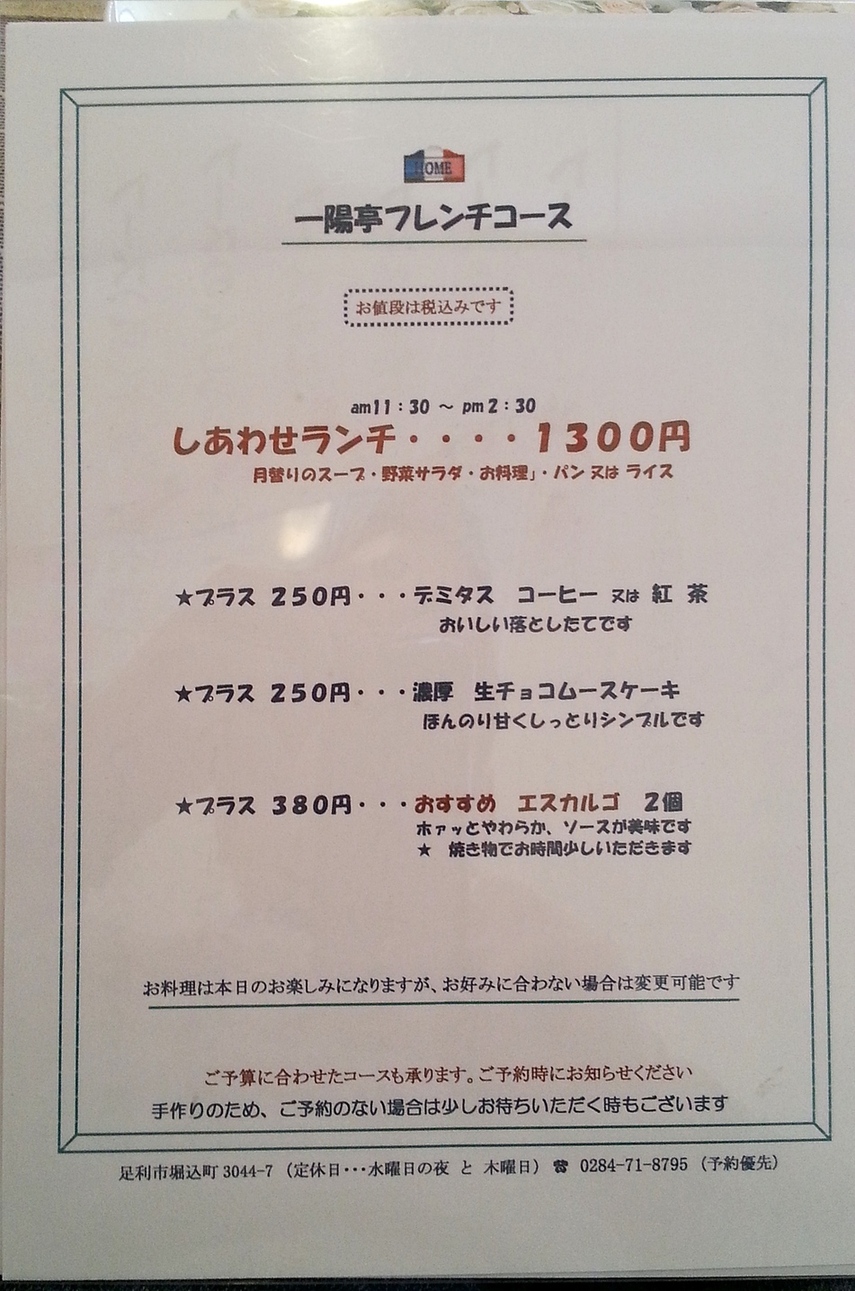 HOME
一陽亭フレンチコース
お値段は税込みです
am11：30 ～ pm2：30
しあわせランチ・・・・1300円
月替りのスープ・野菜サラダ・お料理」・パン 又は ライス
★プラス 250円・・・デミタス コーヒー 又は 紅 茶
おいしい落としたてです
★プラス 250円・・・濃厚 生チョコムースケーキ
ほんのり甘くしっとりシンプルです
★プラス 380円・・・おすすめ エスカルゴ 2個
ホァッとやわらか、ソースが美味です
★ 焼き物でお時間少しいただきます
お料理は本日のお楽しみになりますが、お好みに合わない場合は変更可能です
ご予算に合わせたコースも承ります。ご予約時にお知らせください
手作りのため、ご予約のない場合は少しお待ちいただく時もございます
足利市堀込町 3044-7 （定休日･･･水曜日の夜 と 木曜日） ☎ 0284-71-8795 （予約優先）